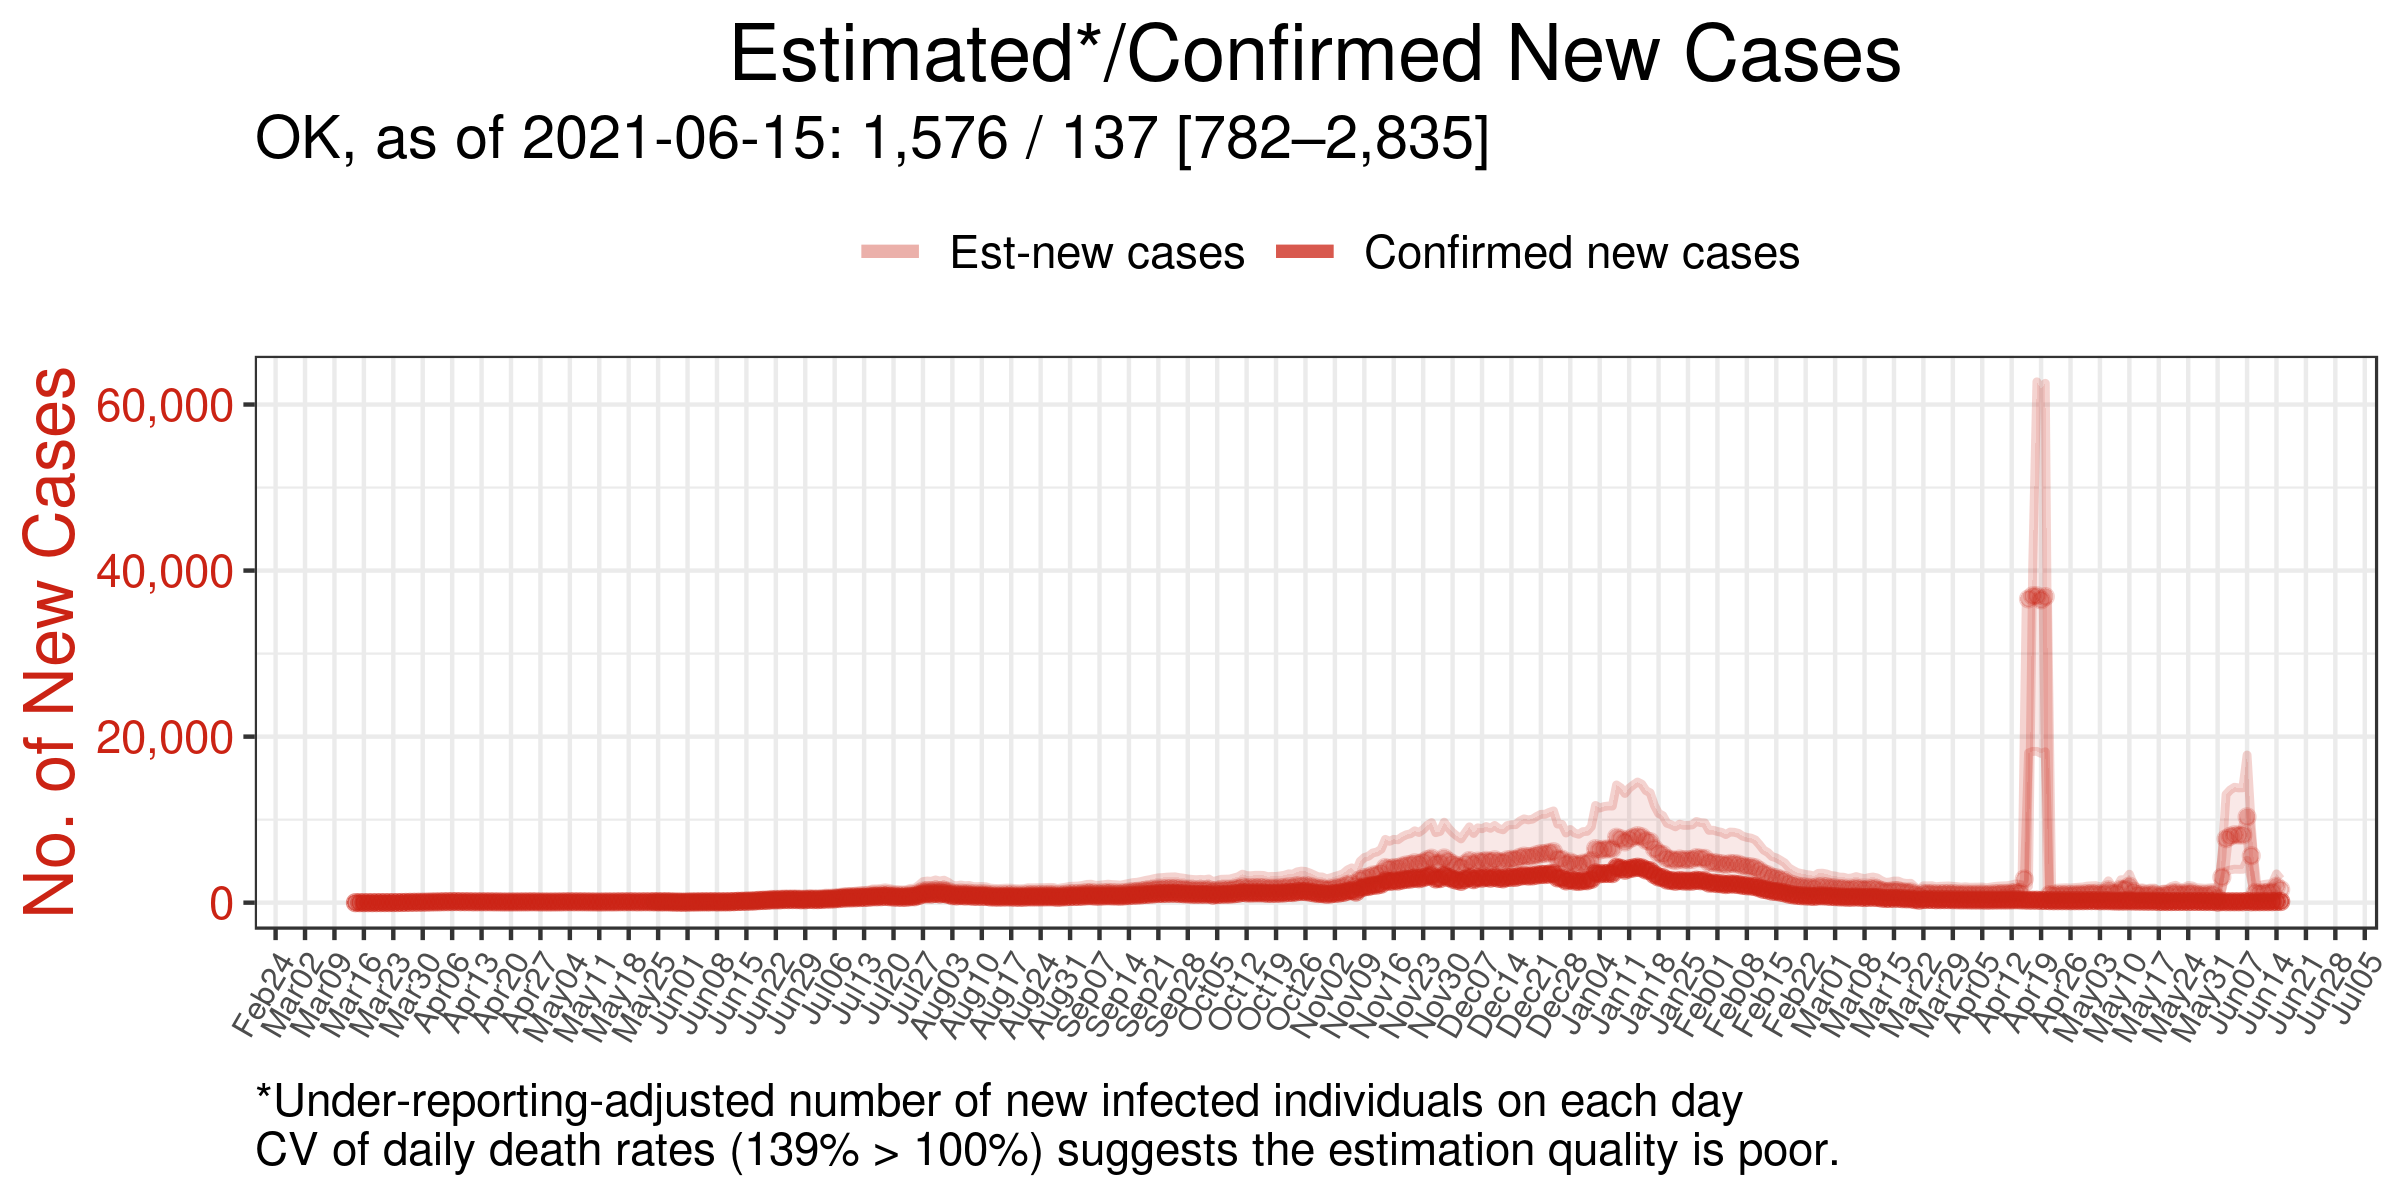 Estimated*/Confirmed New Cases
OK, as of 2021-06-15: 1,576 / 137 [782–2,835]
Est-new cases Confirmed new cases
No. of New Cases
60,000
40,000
20,000
0
Feb24 Mar02 Mar09 Mar16 Mar23 Mar30 Apr06 Apr13 Apr20 Apr27 May04 May11 May18 May25 Jun01 Jun08 Jun15 Jun22 Jun29 Jul06 Jul13 Jul20 Jul27 Aug03 Aug10 Aug17 Aug24 Aug31 Sep07 Sep14 Sep21 Sep28 Oct05 Oct12 Oct19 Oct26 Nov02 Nov09 Nov16 Nov23 Nov30 Dec07 Dec14 Dec21 Dec28 Jan04 Jan11 Jan18 Jan25 Feb01 Feb08 Feb15 Feb22 Mar01 Mar08 Mar15 Mar22 Mar29 Apr05 Apr12 Apr19 Apr26 May03 May10 May17 May24 May31 Jun07 Jun14 Jun21 Jun28 Jul05
*Under-reporting-adjusted number of new infected individuals on each day
CV of daily death rates (139% > 100%) suggests the estimation quality is poor.